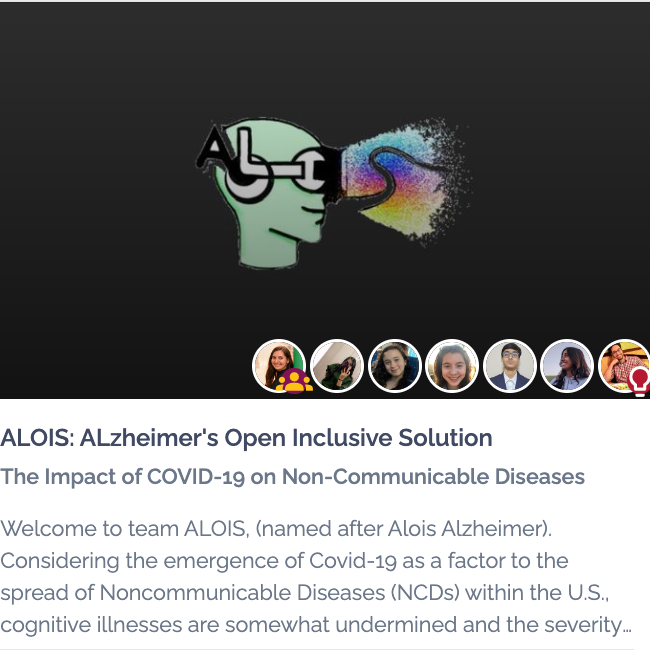 ALOIS
ALOIS: ALzheimer's Open Inclusive Solution
The Impact of COVID-19 on Non-Communicable Diseases
Welcome to team ALOIS, (named after Alois Alzheimer).
Considering the emergence of Covid-19 as a factor to the
spread of Noncommunicable Diseases (NCDs) within the U.S.,
cognitive illnesses are somewhat undermined and the severity…